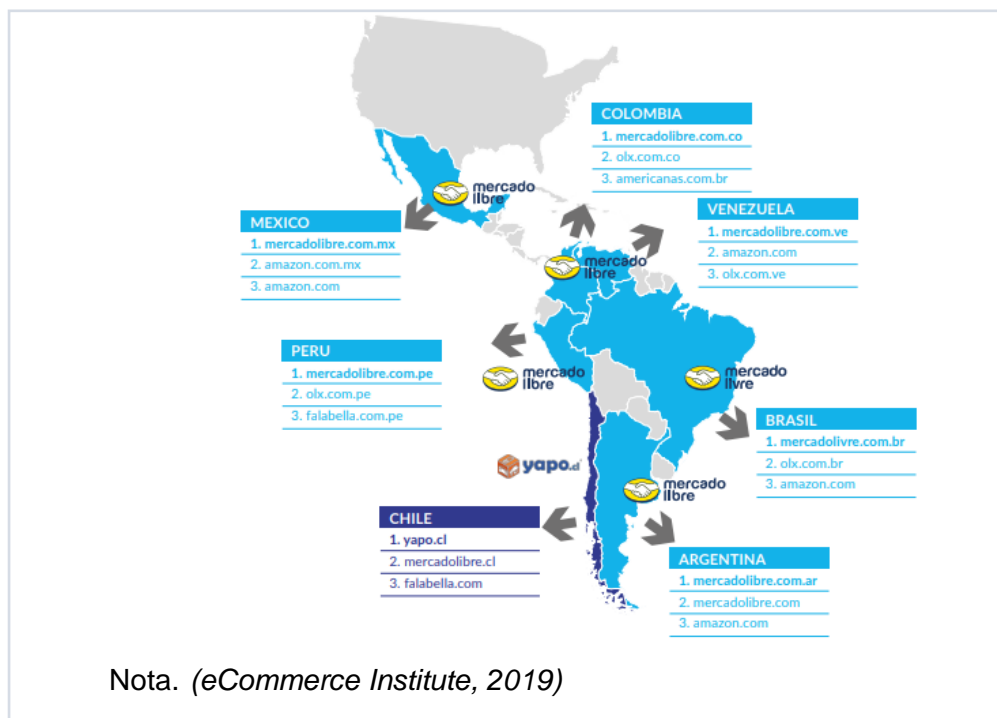 COLOMBIA
1. mercadolibre.com.co
2. olx.com.co
3. americanas.com.br
mercado
libre
VENEZUELA
1. mercadolibre.com.ve
2. amazon.com
3. olx.com.ve
MEXICO
1. mercadolibre.com.mx
2. amazon.com.mx
3. amazon.com
mercado
libre
PERU
1. mercadolibre.com.pe
2. olx.com.pe
3. falabella.com.pe
mercado
libre
mercado
livre
BRASIL
1. mercadolivre.com.br
2. olx.com.br
3. amazon.com
yapo.cl
mercado
libre
CHILE
1. yapo.cl
2. mercadolibre.cl
3. falabella.com
ARGENTINA
1. mercadolibre.com.ar
2. mercadolibre.com
3. amazon.com
Nota. (eCommerce Institute, 2019)